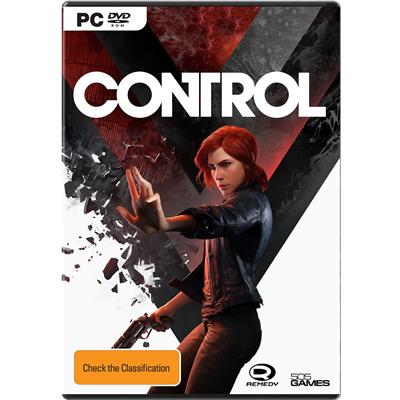 PC DVD
ROM
CONTROL
Check the Classification
REMEDY
505
GAMES